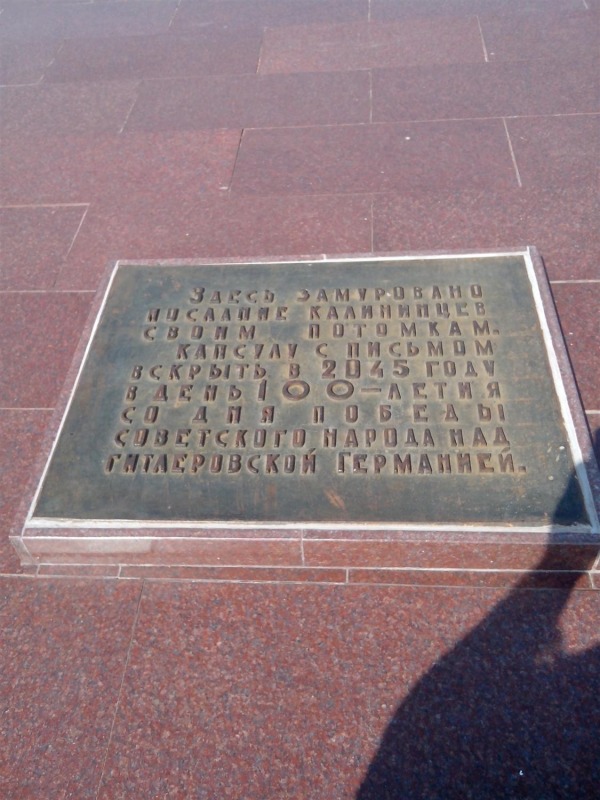 Здесь замуровано
послание калининцев
своим потомкам.
Капсулу с письмом
вскрыть в 2045 году
в день 100-летия
со дня победы
советского народа над
гитлеровской Германией.